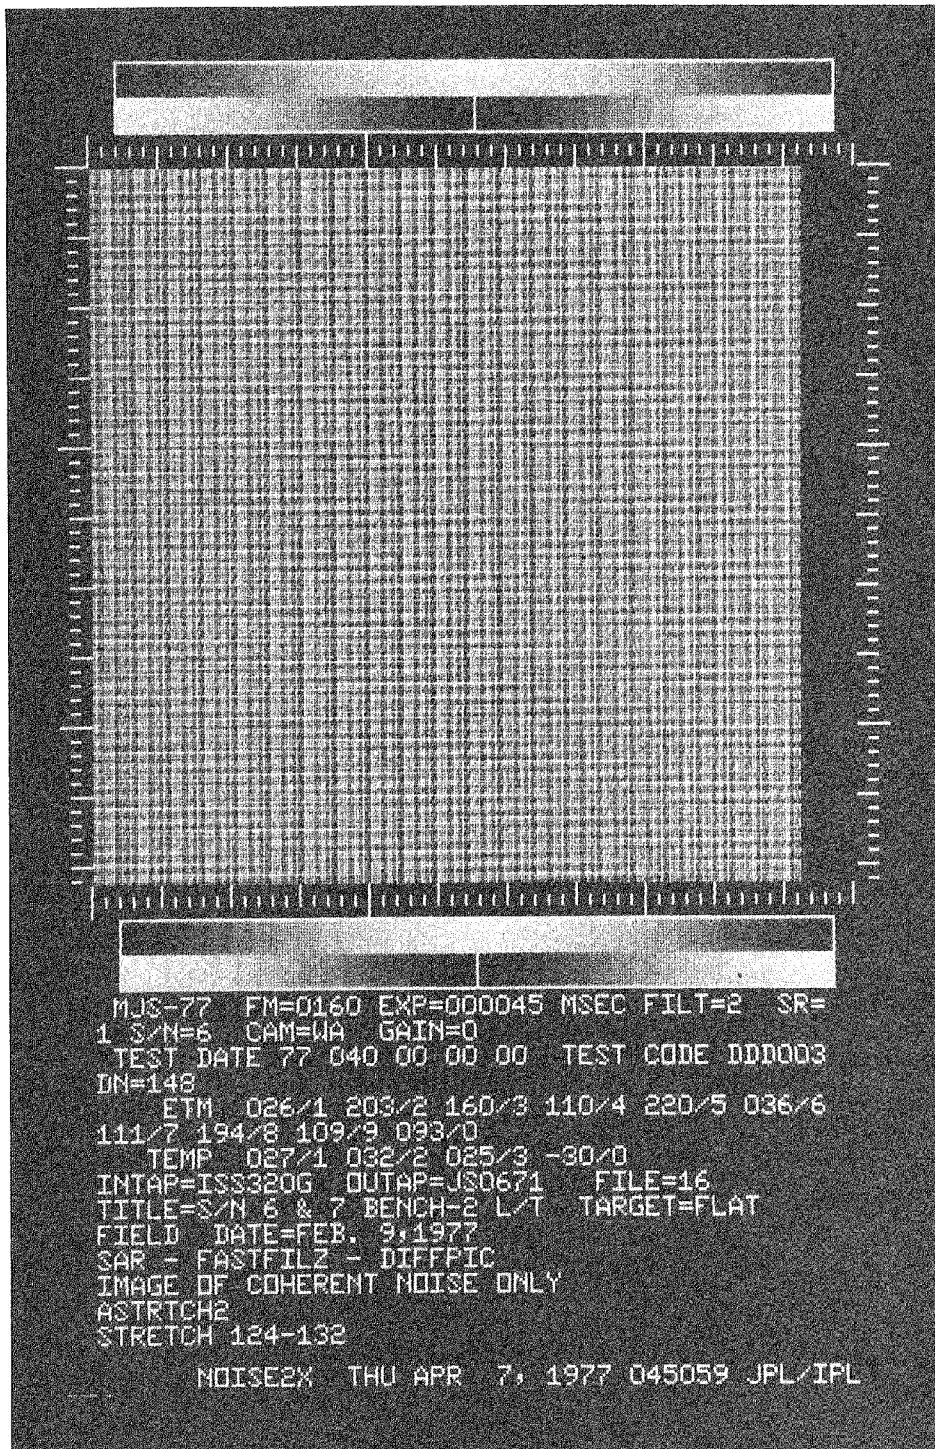 MJS-77 FM=0160 EXP=000045 MSEC FILT=2 SR=
1 S/N=6 CAM=WA GAIN=0
TEST DATE 77 040 00 00 00 TEST CODE DDD003
DN=148
ETM 026/1 203/2 160/3 110/4 220/5 036/6
111/7 194/8 109/9 093/0
TEMP 027/1 032/2 025/3 -30/0
INTAP=ISS320G OUTAP=JS0671 FILE=16
TITLE=S/N 6 & 7 BENCH-2 L/T TARGET=FLAT
FIELD DATE=FEB. 9,1977
SAR - FASTFILZ - DIFFPIC
IMAGE OF COHERENT NOISE ONLY
ASTRTCH2
STRETCH 124-132
NOISE2X THU APR 7, 1977 045059 JPL/IPL